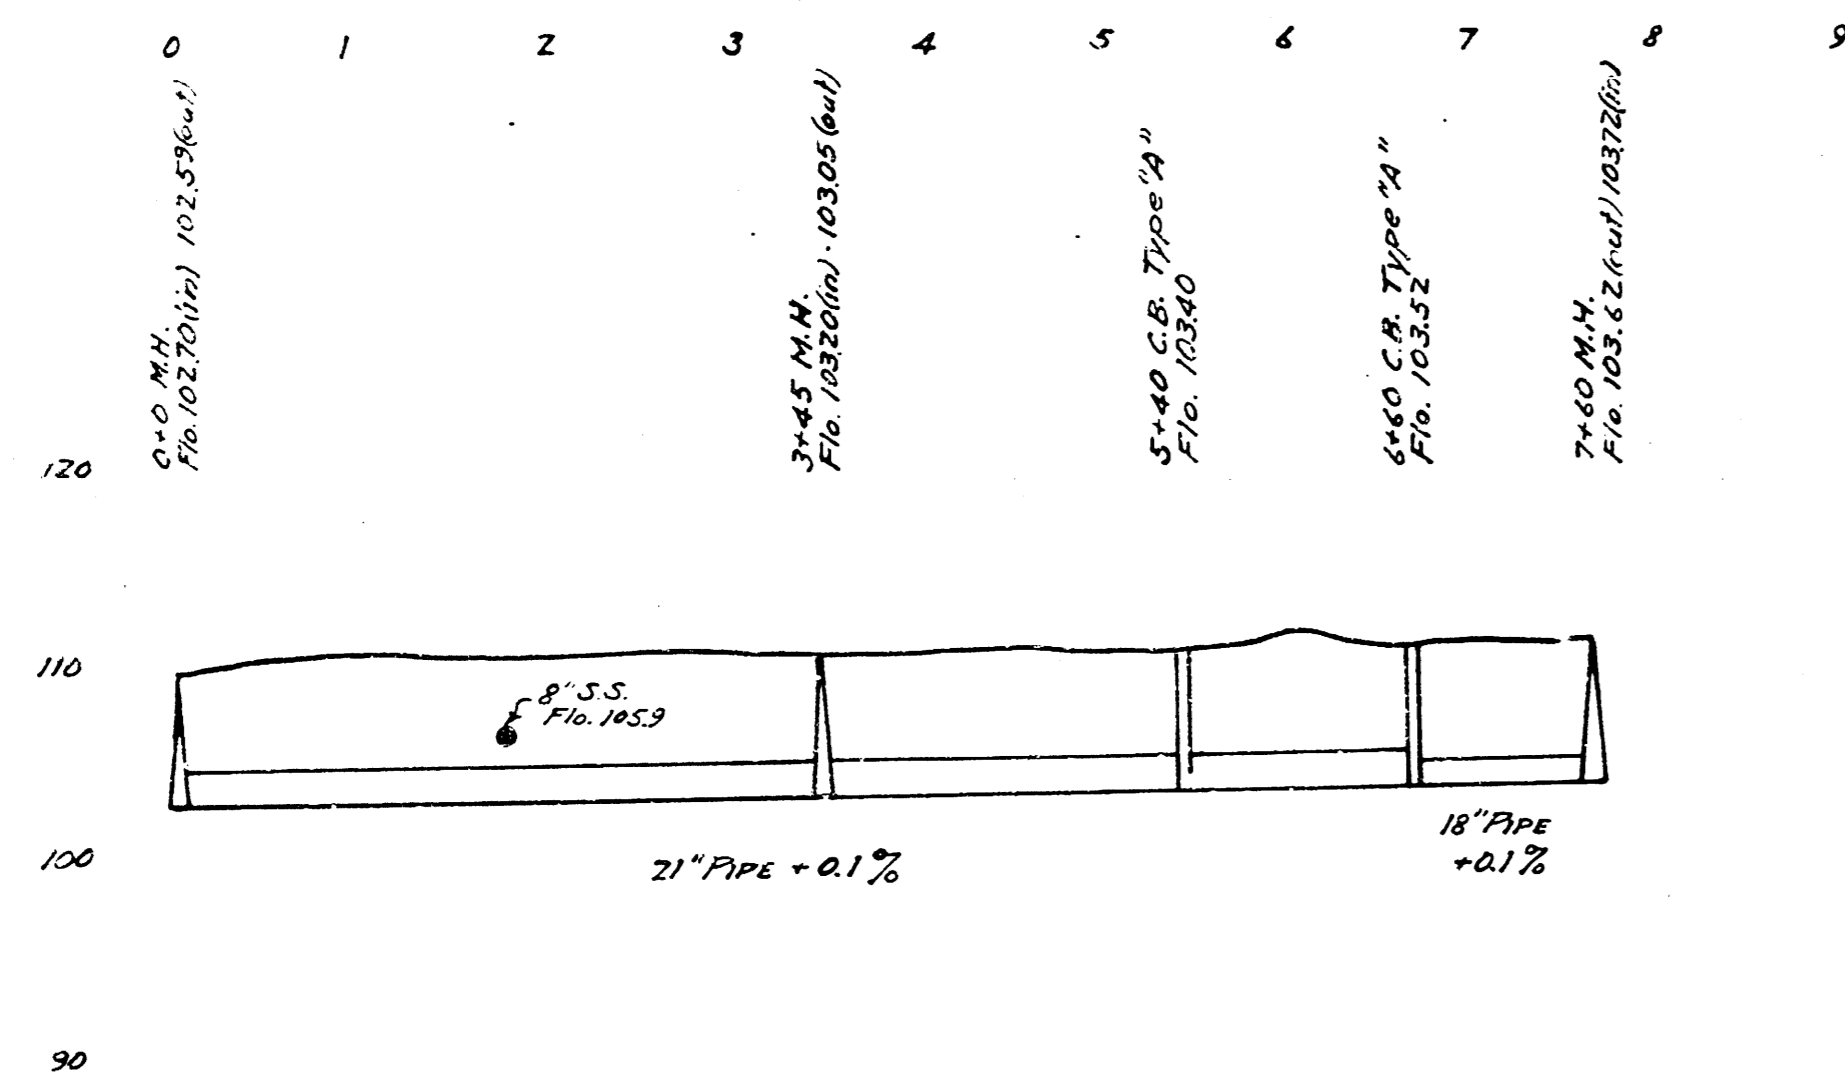 0 1 2 3 4 5 6 7 8 9
0+0 M.H.
Flo. 102.70(in) 102.59(out)
3+45 M.H.
Flo. 103.20(in) · 103.05(out)
5+40 C.B. Type "A"
Flo. 103.40
6+60 C.B. Type "A"
Flo. 103.52
7+60 M.H.
Flo. 103.62(out) 103.72(in)
120
110
8" S.S.
Flo. 105.9
100
21" PIPE +0.1%
18" PIPE
+0.1%
90